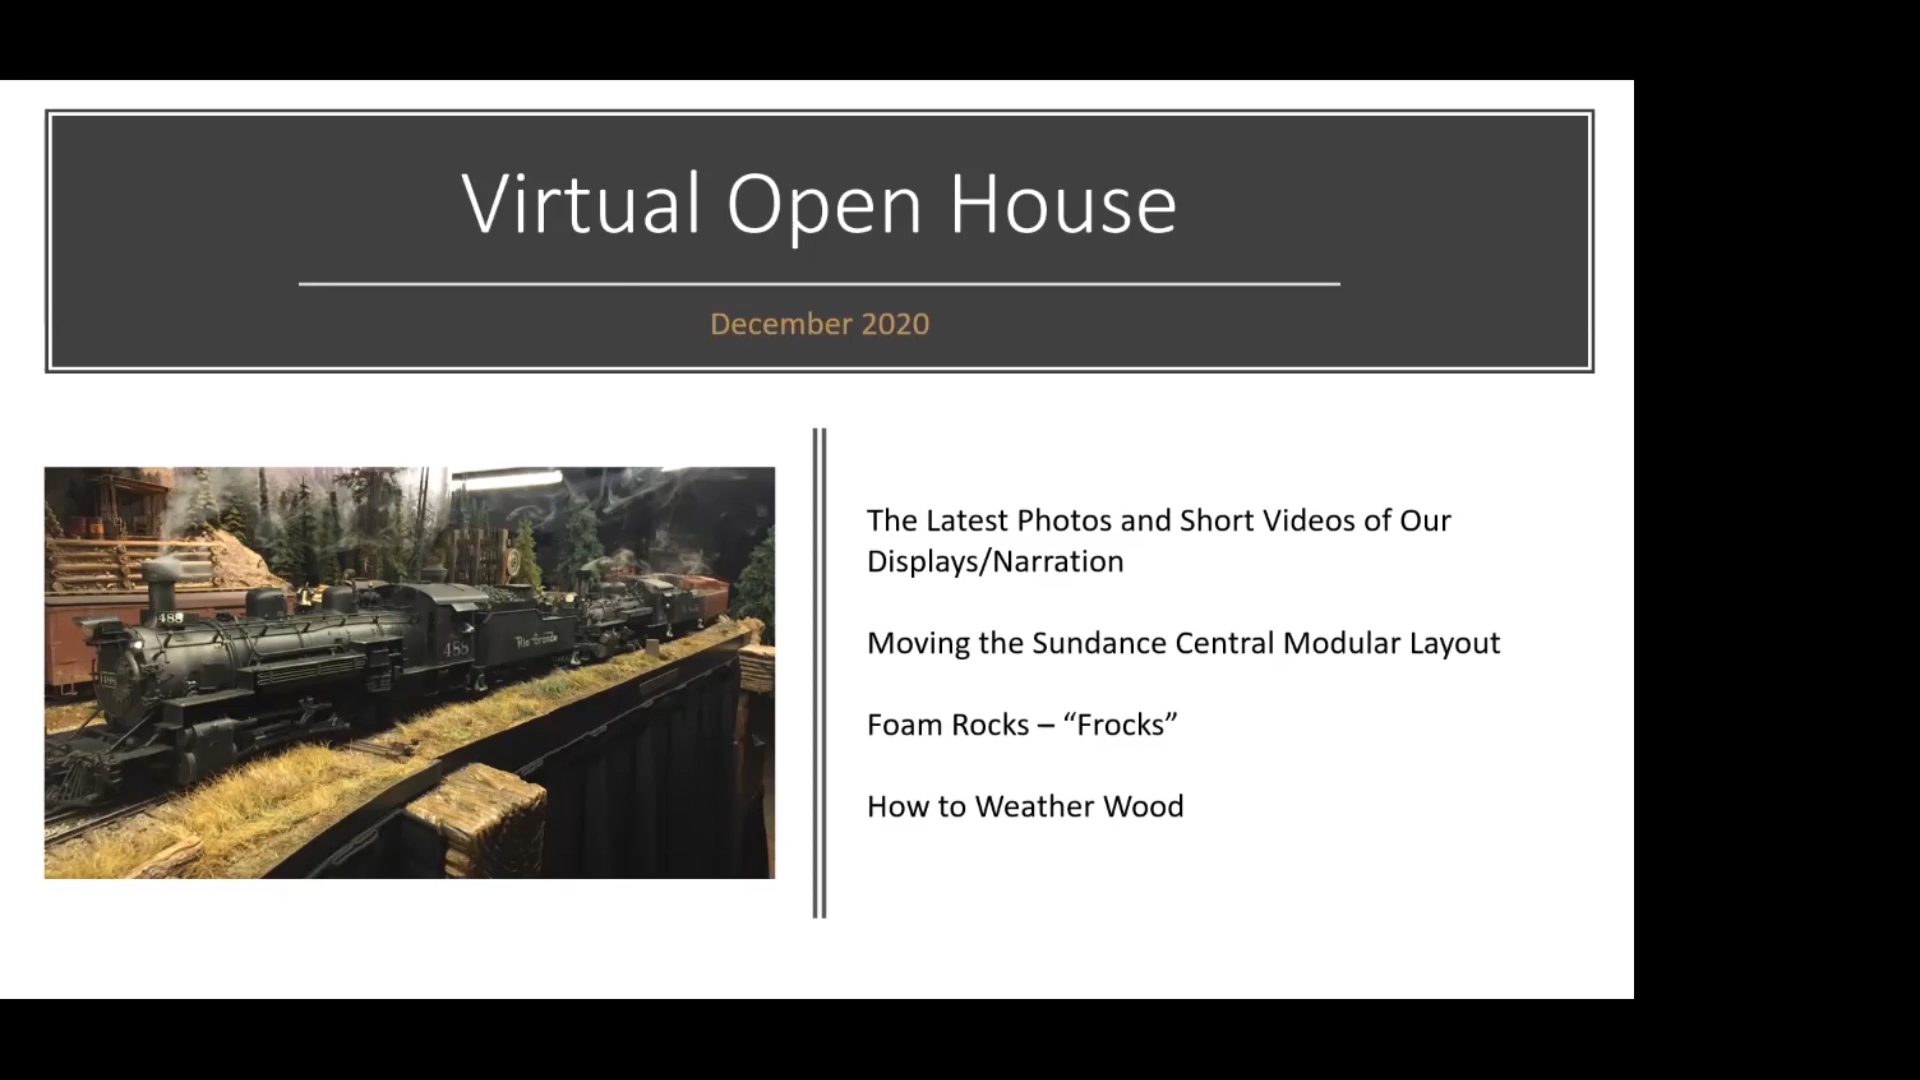 Virtual Open House
December 2020
488
488
Rio Grande
The Latest Photos and Short Videos of Our
Displays/Narration
Moving the Sundance Central Modular Layout
Foam Rocks – “Frocks”
How to Weather Wood